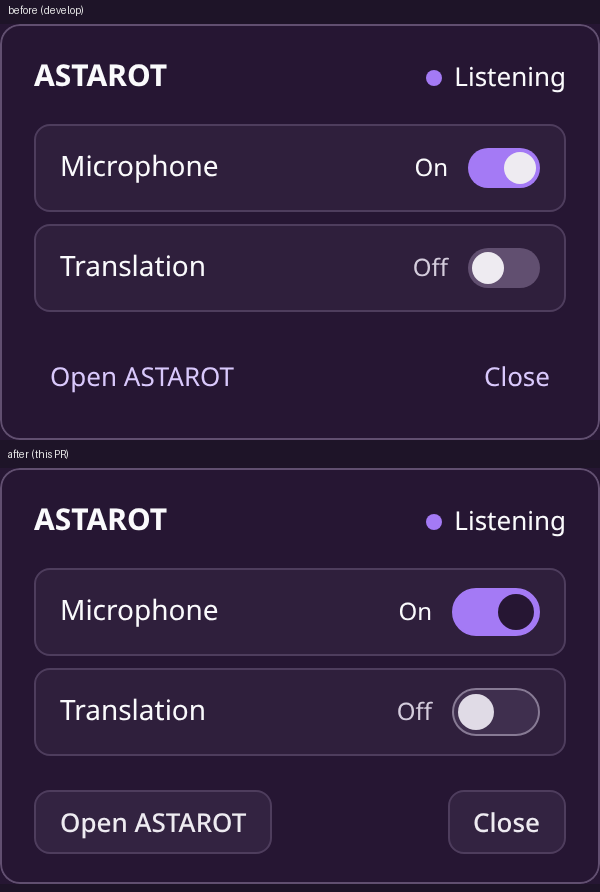 before (develop)
ASTAROT
Listening
Microphone On
Translation Off
Open ASTAROT Close
after (this PR)
ASTAROT
Listening
Microphone On
Translation Off
Open ASTAROT Close